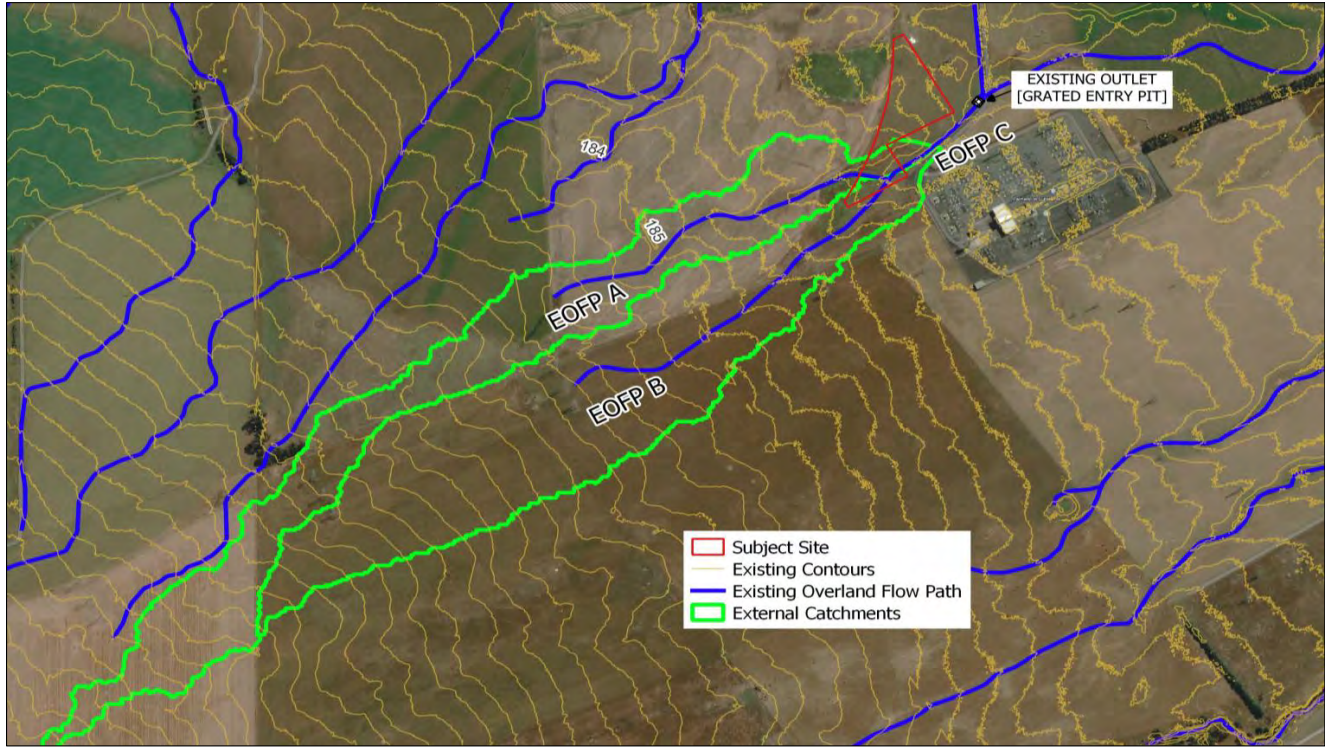 EXISTING OUTLET
[GRATED ENTRY PIT]
EOFP C
184
185
EOFP A
EOFP B
Subject Site
Existing Contours
Existing Overland Flow Path
External Catchments